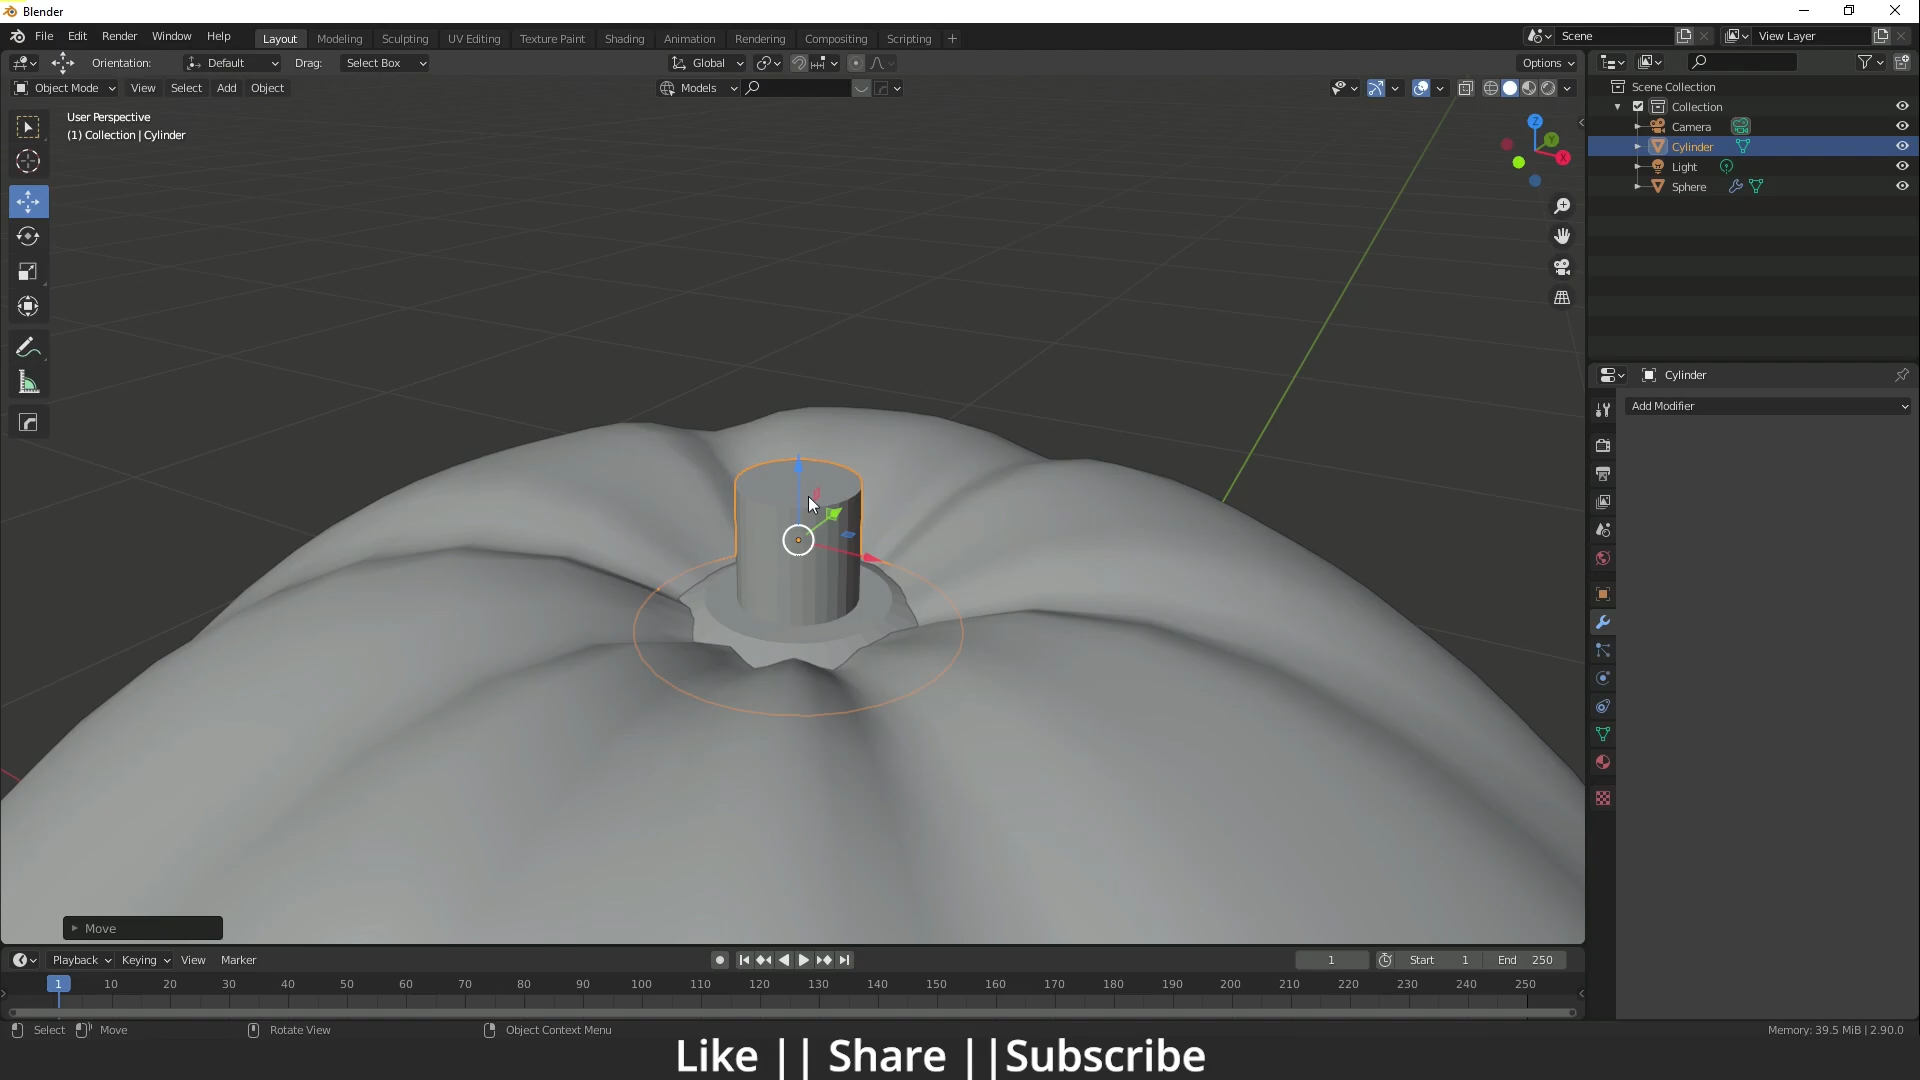 Blender
File Edit Render Window Help
Layout Modeling Sculpting UV Editing Texture Paint Shading Animation Rendering Compositing Scripting
Scene
View Layer
Orientation: Default Drag: Select Box
Global
Options
Object Mode View Select Add Object
Models
User Perspective
(1) Collection | Cylinder
Z
Y
X
Scene Collection
Collection
Camera
Cylinder
Light
Sphere
Cylinder
Add Modifier
Move
Playback Keying View Marker
1
Start 1
End 250
1 10 20 30 40 50 60 70 80 90 100 110 120 130 140 150 160 170 180 190 200 210 220 230 240 250
Select Move Rotate View Object Context Menu
Memory: 39.5 MiB | 2.90.0
Like || Share ||Subscribe